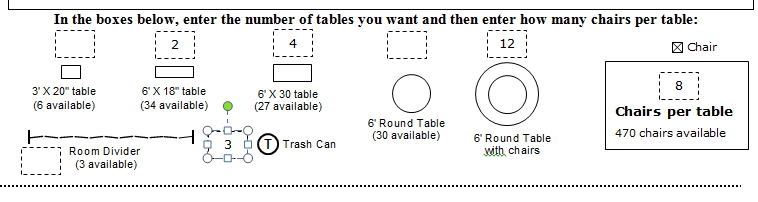 In the boxes below, enter the number of tables you want and then enter how many chairs per table:
2
4
12
Chair
3' X 20" table
(6 available)
6' X 18" table
(34 available)
6' X 30 table
(27 available)
6' Round Table
(30 available)
6' Round Table
with chairs
8
Chairs per table
470 chairs available
Room Divider
(3 available)
3
T
Trash Can